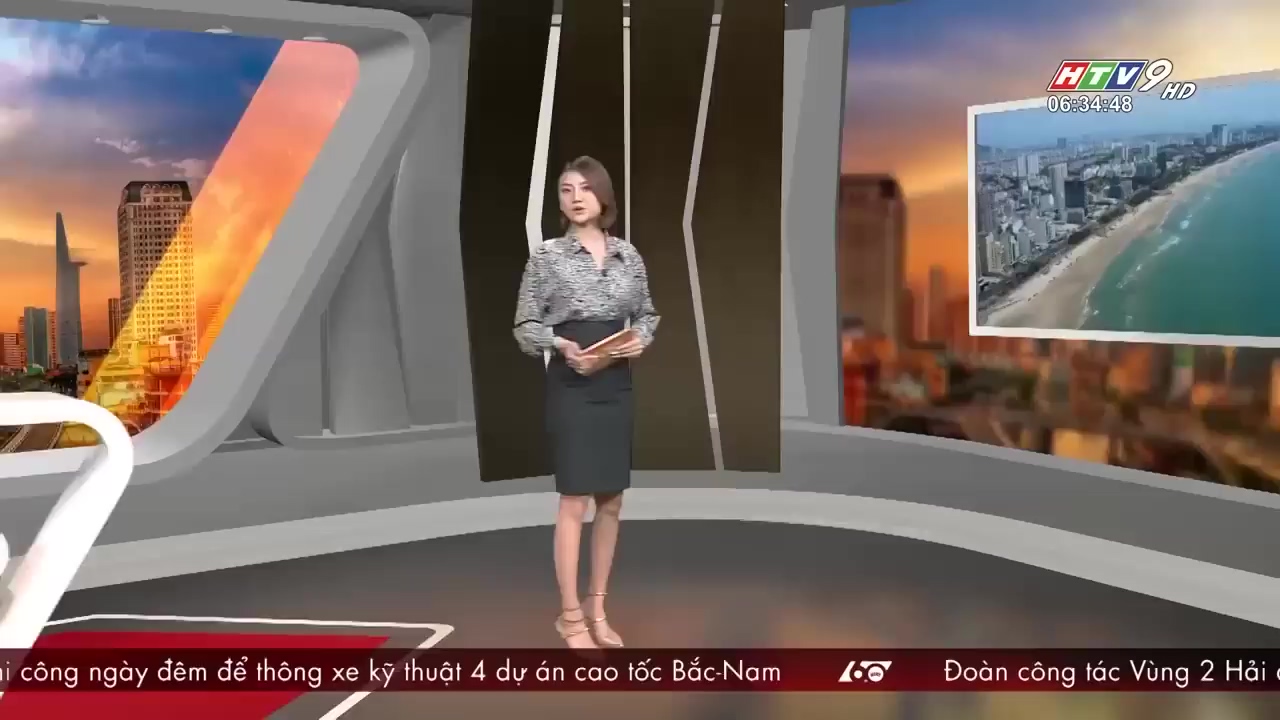 HTV9 HD
06:34:48
công ngày đêm để thông xe kỹ thuật 4 dự án cao tốc Bắc-Nam 60 Đoàn công tác Vùng 2 Hải